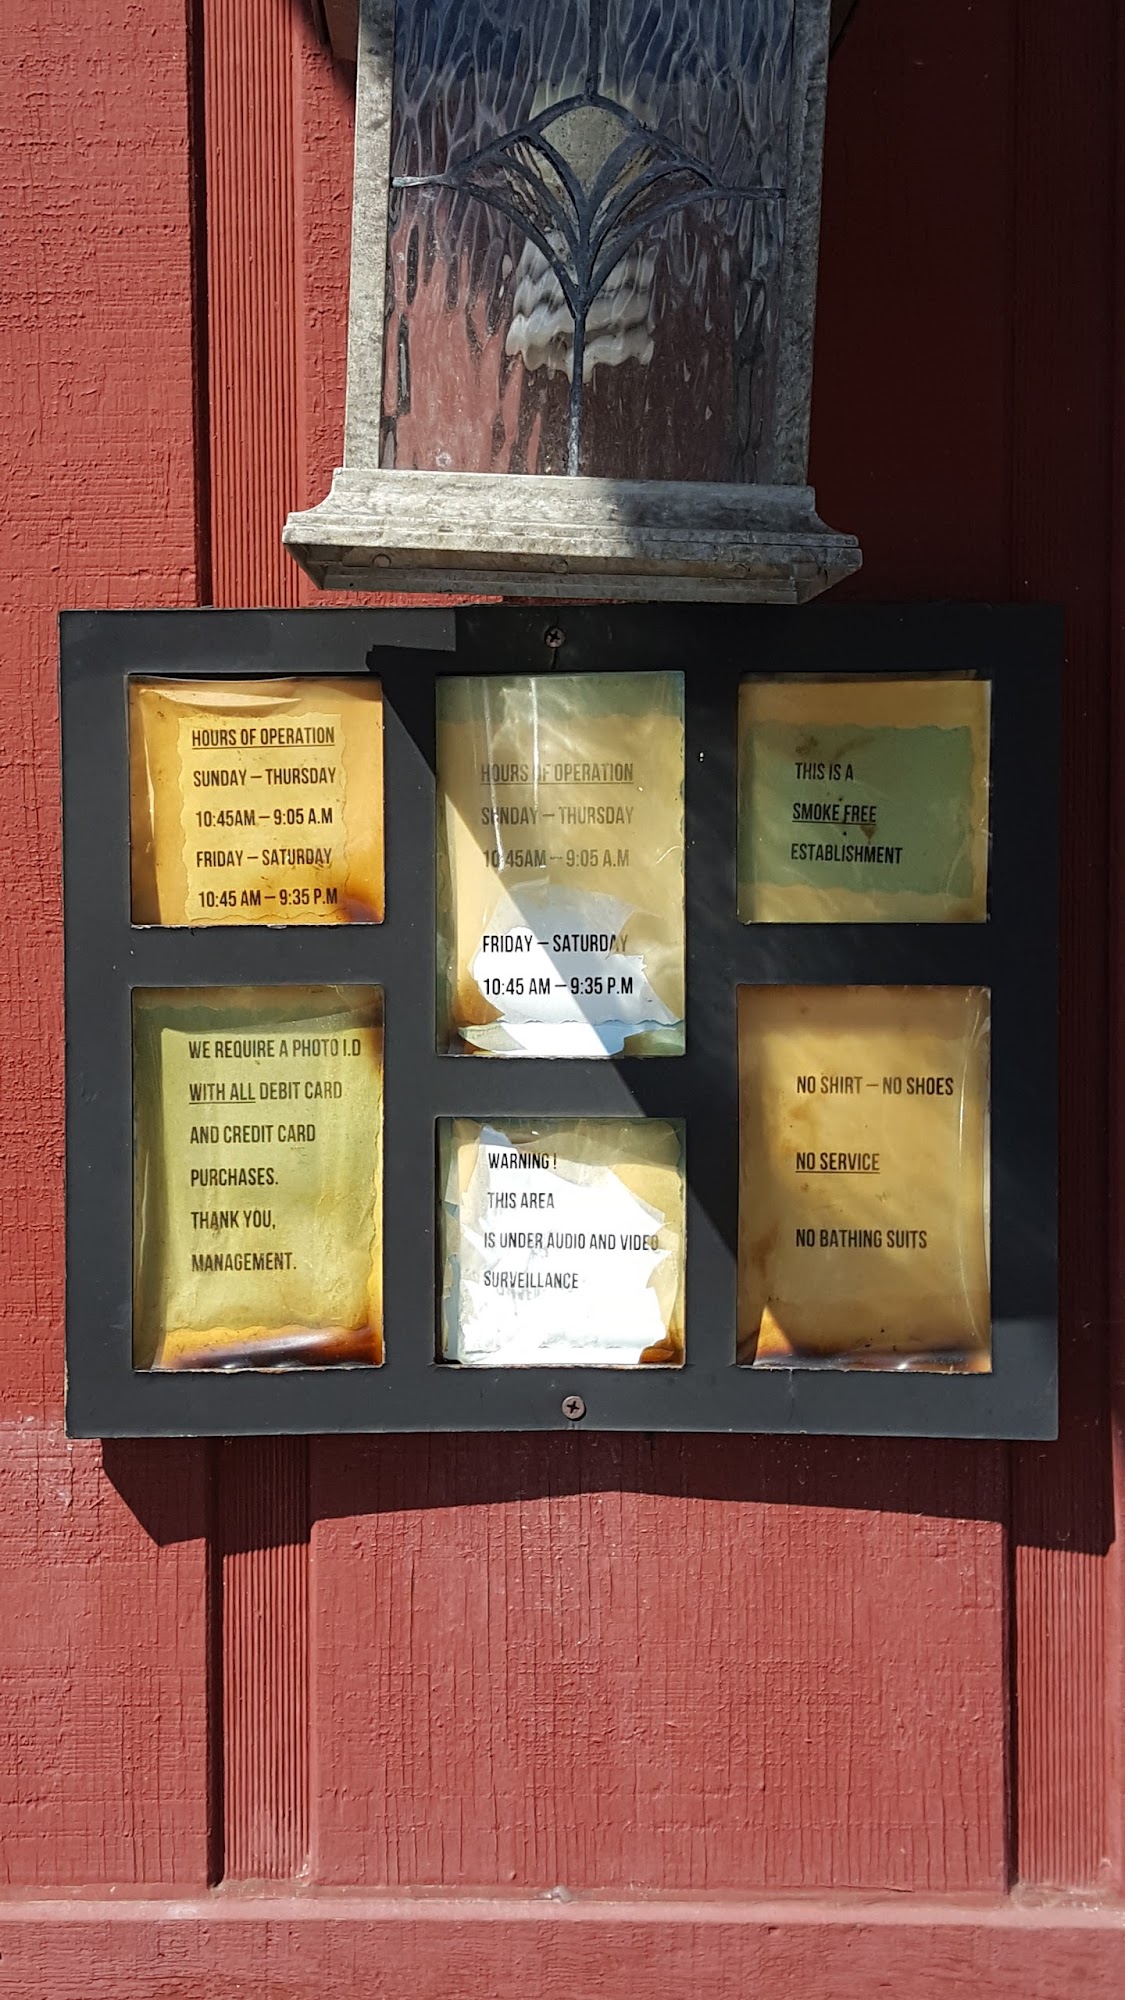 HOURS OF OPERATION
SUNDAY – THURSDAY
10:45AM – 9:05 A.M
FRIDAY – SATURDAY
10:45 AM – 9:35 P.M
HOURS OF OPERATION
SUNDAY – THURSDAY
10:45AM – 9:05 A.M
FRIDAY – SATURDAY
10:45 AM – 9:35 P.M
THIS IS A
SMOKE FREE
ESTABLISHMENT
WE REQUIRE A PHOTO I.D
WITH ALL DEBIT CARD
AND CREDIT CARD
PURCHASES.
THANK YOU,
MANAGEMENT.
WARNING !
THIS AREA
IS UNDER AUDIO AND VIDEO
SURVEILLANCE
NO SHIRT – NO SHOES
NO SERVICE
NO BATHING SUITS